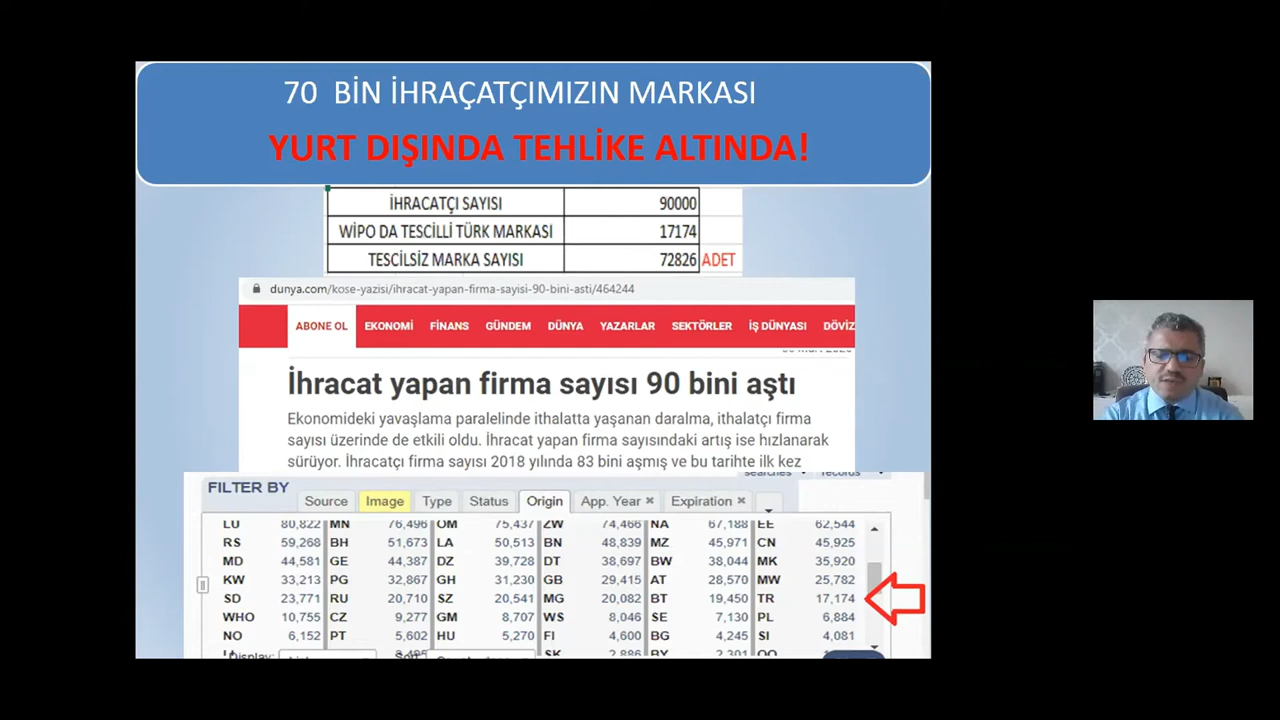 70 BİN İHRAÇATÇIMIZIN MARKASI
YURT DIŞINDA TEHLİKE ALTINDA!
İHRACATÇI SAYISI 90000
WİPO DA TESCİLLİ TÜRK MARKASI 17174
TESCİLSİZ MARKA SAYISI 72826 ADET
dunya.com/kose-yazisi/ihracat-yapan-firma-sayisi-90-bini-asti/464244
ABONE OL EKONOMİ FİNANS GÜNDEM DÜNYA YAZARLAR SEKTÖRLER İŞ DÜNYASI DÖVİZ
İhracat yapan firma sayısı 90 bini aştı
Ekonomideki yavaşlama paralelinde ithalatta yaşanan daralma, ithalatçı firma
sayısı üzerinde de etkili oldu. İhracat yapan firma sayısındaki artış ise hızlanarak
sürüyor. İhracatçı firma sayısı 2018 yılında 83 bini aşmış ve bu tarihte ilk kez
searches records
FILTER BY
Source Image Type Status Origin App. Year × Expiration ×
LU 80,822 MN 76,496 OM 75,437 ZW 74,466 NA 67,188 EE 62,544
RS 59,268 BH 51,673 LA 50,513 BN 48,839 MZ 45,971 CN 45,925
MD 44,581 GE 44,387 DZ 39,728 DT 38,697 BW 38,044 MK 35,920
KW 33,213 PG 32,867 GH 31,230 GB 29,415 AT 28,570 MW 25,782
SD 23,771 RU 20,710 SZ 20,541 MG 20,082 BT 19,450 TR 17,174
WHO 10,755 CZ 9,277 GM 8,707 WS 8,046 SE 7,130 PL 6,884
NO 6,152 PT 5,602 HU 5,270 FI 4,600 BG 4,245 SI 4,081
SK 2,886 BY 2,301
Display: